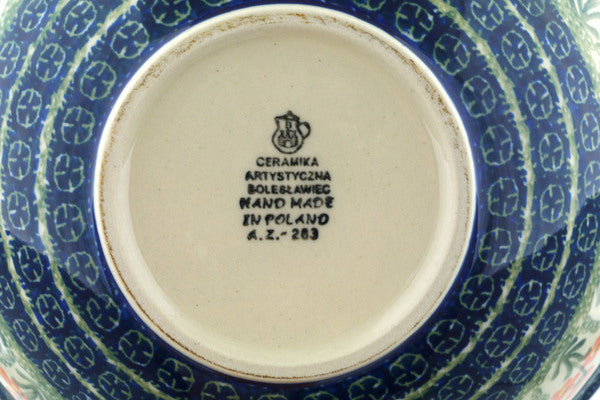 CERAMIKA
ARTYSTYCZNA
BOLESŁAWIEC
HAND MADE
IN POLAND
A.Z.-283